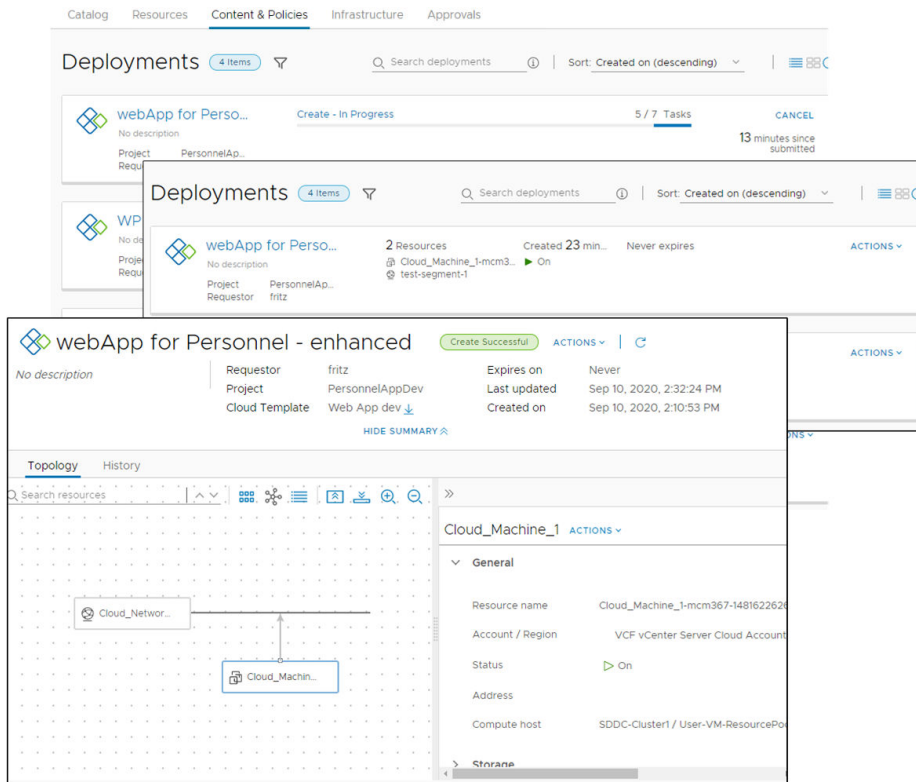 Catalog Resources Content & Policies Infrastructure Approvals
Deployments 4 Items Search deployments Sort: Created on (descending)
webApp for Perso... Create - In Progress 5 / 7 Tasks CANCEL
No description 13 minutes since submitted
Project PersonnelAp...
Requ
WP
No de
Proje
Requ
Deployments 4 Items Search deployments Sort: Created on (descending)
webApp for Perso... 2 Resources Created 23 min... Never expires ACTIONS
No description Cloud_Machine_1-mcm3... On
test-segment-1
Project PersonnelAp...
Requestor fritz
ACTIONS
ONS
webApp for Personnel - enhanced Create Successful ACTIONS
No description Requestor fritz Expires on Never
Project PersonnelAppDev Last updated Sep 10, 2020, 2:32:24 PM
Cloud Template Web App dev Created on Sep 10, 2020, 2:10:53 PM
HIDE SUMMARY
Topology History
Search resources
Cloud_Networ...
Cloud_Machin...
Cloud_Machine_1 ACTIONS
General
Resource name Cloud_Machine_1-mcm367-1481622626
Account / Region VCF vCenter Server Cloud Account
Status On
Address
Compute host SDDC-Cluster1 / User-VM-ResourcePo
Storage